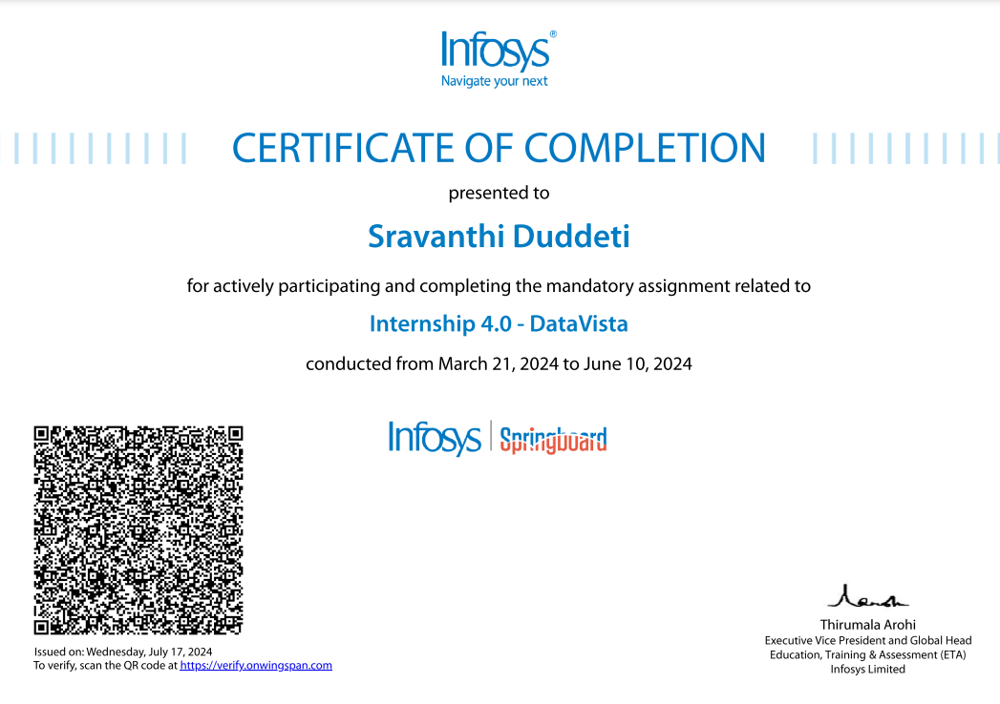 Infosys®
Navigate your next
CERTIFICATE OF COMPLETION
presented to
Sravanthi Duddeti
for actively participating and completing the mandatory assignment related to
Internship 4.0 - DataVista
conducted from March 21, 2024 to June 10, 2024
Infosys | Springboard
Issued on: Wednesday, July 17, 2024
To verify, scan the QR code at https://verify.onwingspan.com
Thirumala Arohi
Executive Vice President and Global Head
Education, Training & Assessment (ETA)
Infosys Limited